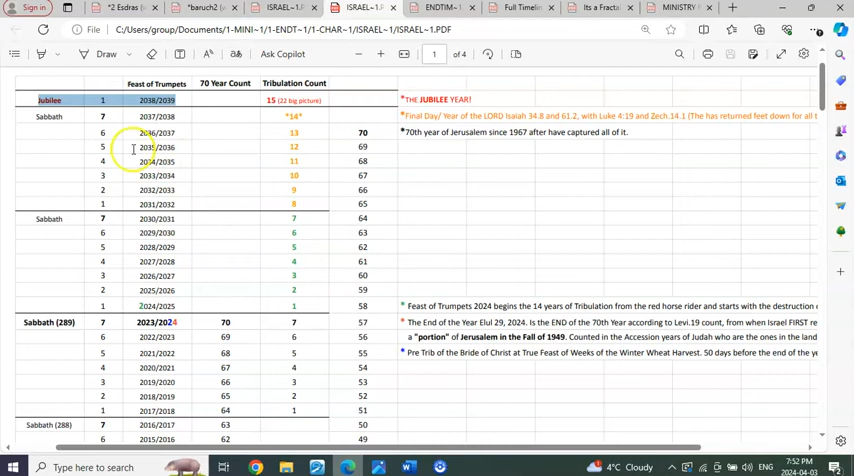 Sign in
*2 Esdras (w
*baruch2 (w
ISRAEL~1.P
ISRAEL~1.P
ENDTIM~1
Full Timelin
Its a Fractal
MINISTRY F
File
C:/Users/group/Documents/1-MINI~1/1-ENDT~1/1-CHAR~1/ISRAEL~1/ISRAEL~1.PDF
Draw
Ask Copilot
1 of 4
Feast of Trumpets 70 Year Count Tribulation Count
Jubilee 1 2038/2039 15 (22 big picture) *THE JUBILEE YEAR!
Sabbath 7 2037/2038 *14* *Final Day/ Year of the LORD Isaiah 34.8 and 61.2, with Luke 4:19 and Zech.14.1 (The has returned feet down for all t
6 2036/2037 13 70 *70th year of Jerusalem since 1967 after have captured all of it.
5 2035/2036 12 69
4 2034/2035 11 68
3 2033/2034 10 67
2 2032/2033 9 66
1 2031/2032 8 65
Sabbath 7 2030/2031 7 64
6 2029/2030 6 63
5 2028/2029 5 62
4 2027/2028 4 61
3 2026/2027 3 60
2 2025/2026 2 59
1 2024/2025 1 58 * Feast of Trumpets 2024 begins the 14 years of Tribulation from the red horse rider and starts with the destruction o
Sabbath (289) 7 2023/2024 70 7 57 * The End of the Year Elul 29, 2024. Is the END of the 70th Year according to Levi.19 count, from when Israel FIRST re
6 2022/2023 69 6 56 a "portion" of Jerusalem in the Fall of 1949. Counted in the Accession years of Judah who are the ones in the land
5 2021/2022 68 5 55 * Pre Trib of the Bride of Christ at True Feast of Weeks of the Winter Wheat Harvest. 50 days before the end of the ye
4 2020/2021 67 4 54
3 2019/2020 66 3 53
2 2018/2019 65 2 52
1 2017/2018 64 1 51
Sabbath (288) 7 2016/2017 63 50
6 2015/2016 62 49
Type here to search
4°C Cloudy
7:52 PM
2024-04-03